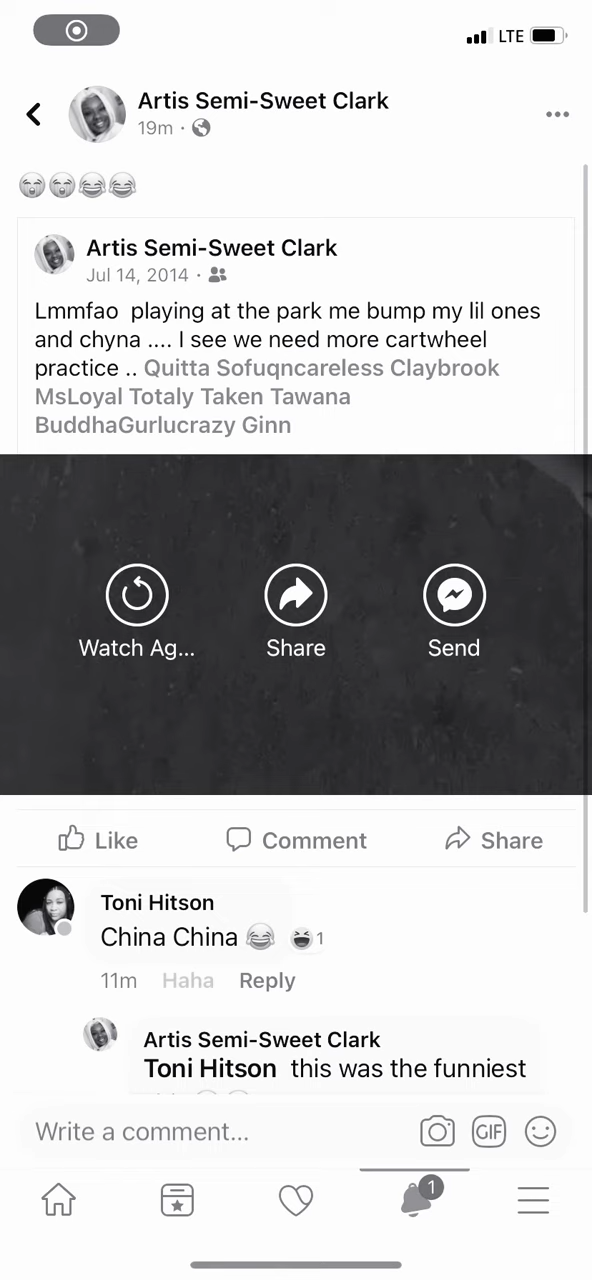 LTE
Artis Semi-Sweet Clark
19m ·
Artis Semi-Sweet Clark
Jul 14, 2014 ·
Lmmfao playing at the park me bump my lil ones
and chyna .... I see we need more cartwheel
practice .. Quitta Sofuqncareless Claybrook
MsLoyal Totaly Taken Tawana
BuddhaGurlucrazy Ginn
Watch Ag... Share Send
Like Comment Share
Toni Hitson
China China 😂 😆 1
11m Haha Reply
Artis Semi-Sweet Clark
Toni Hitson this was the funniest
Write a comment... GIF
1